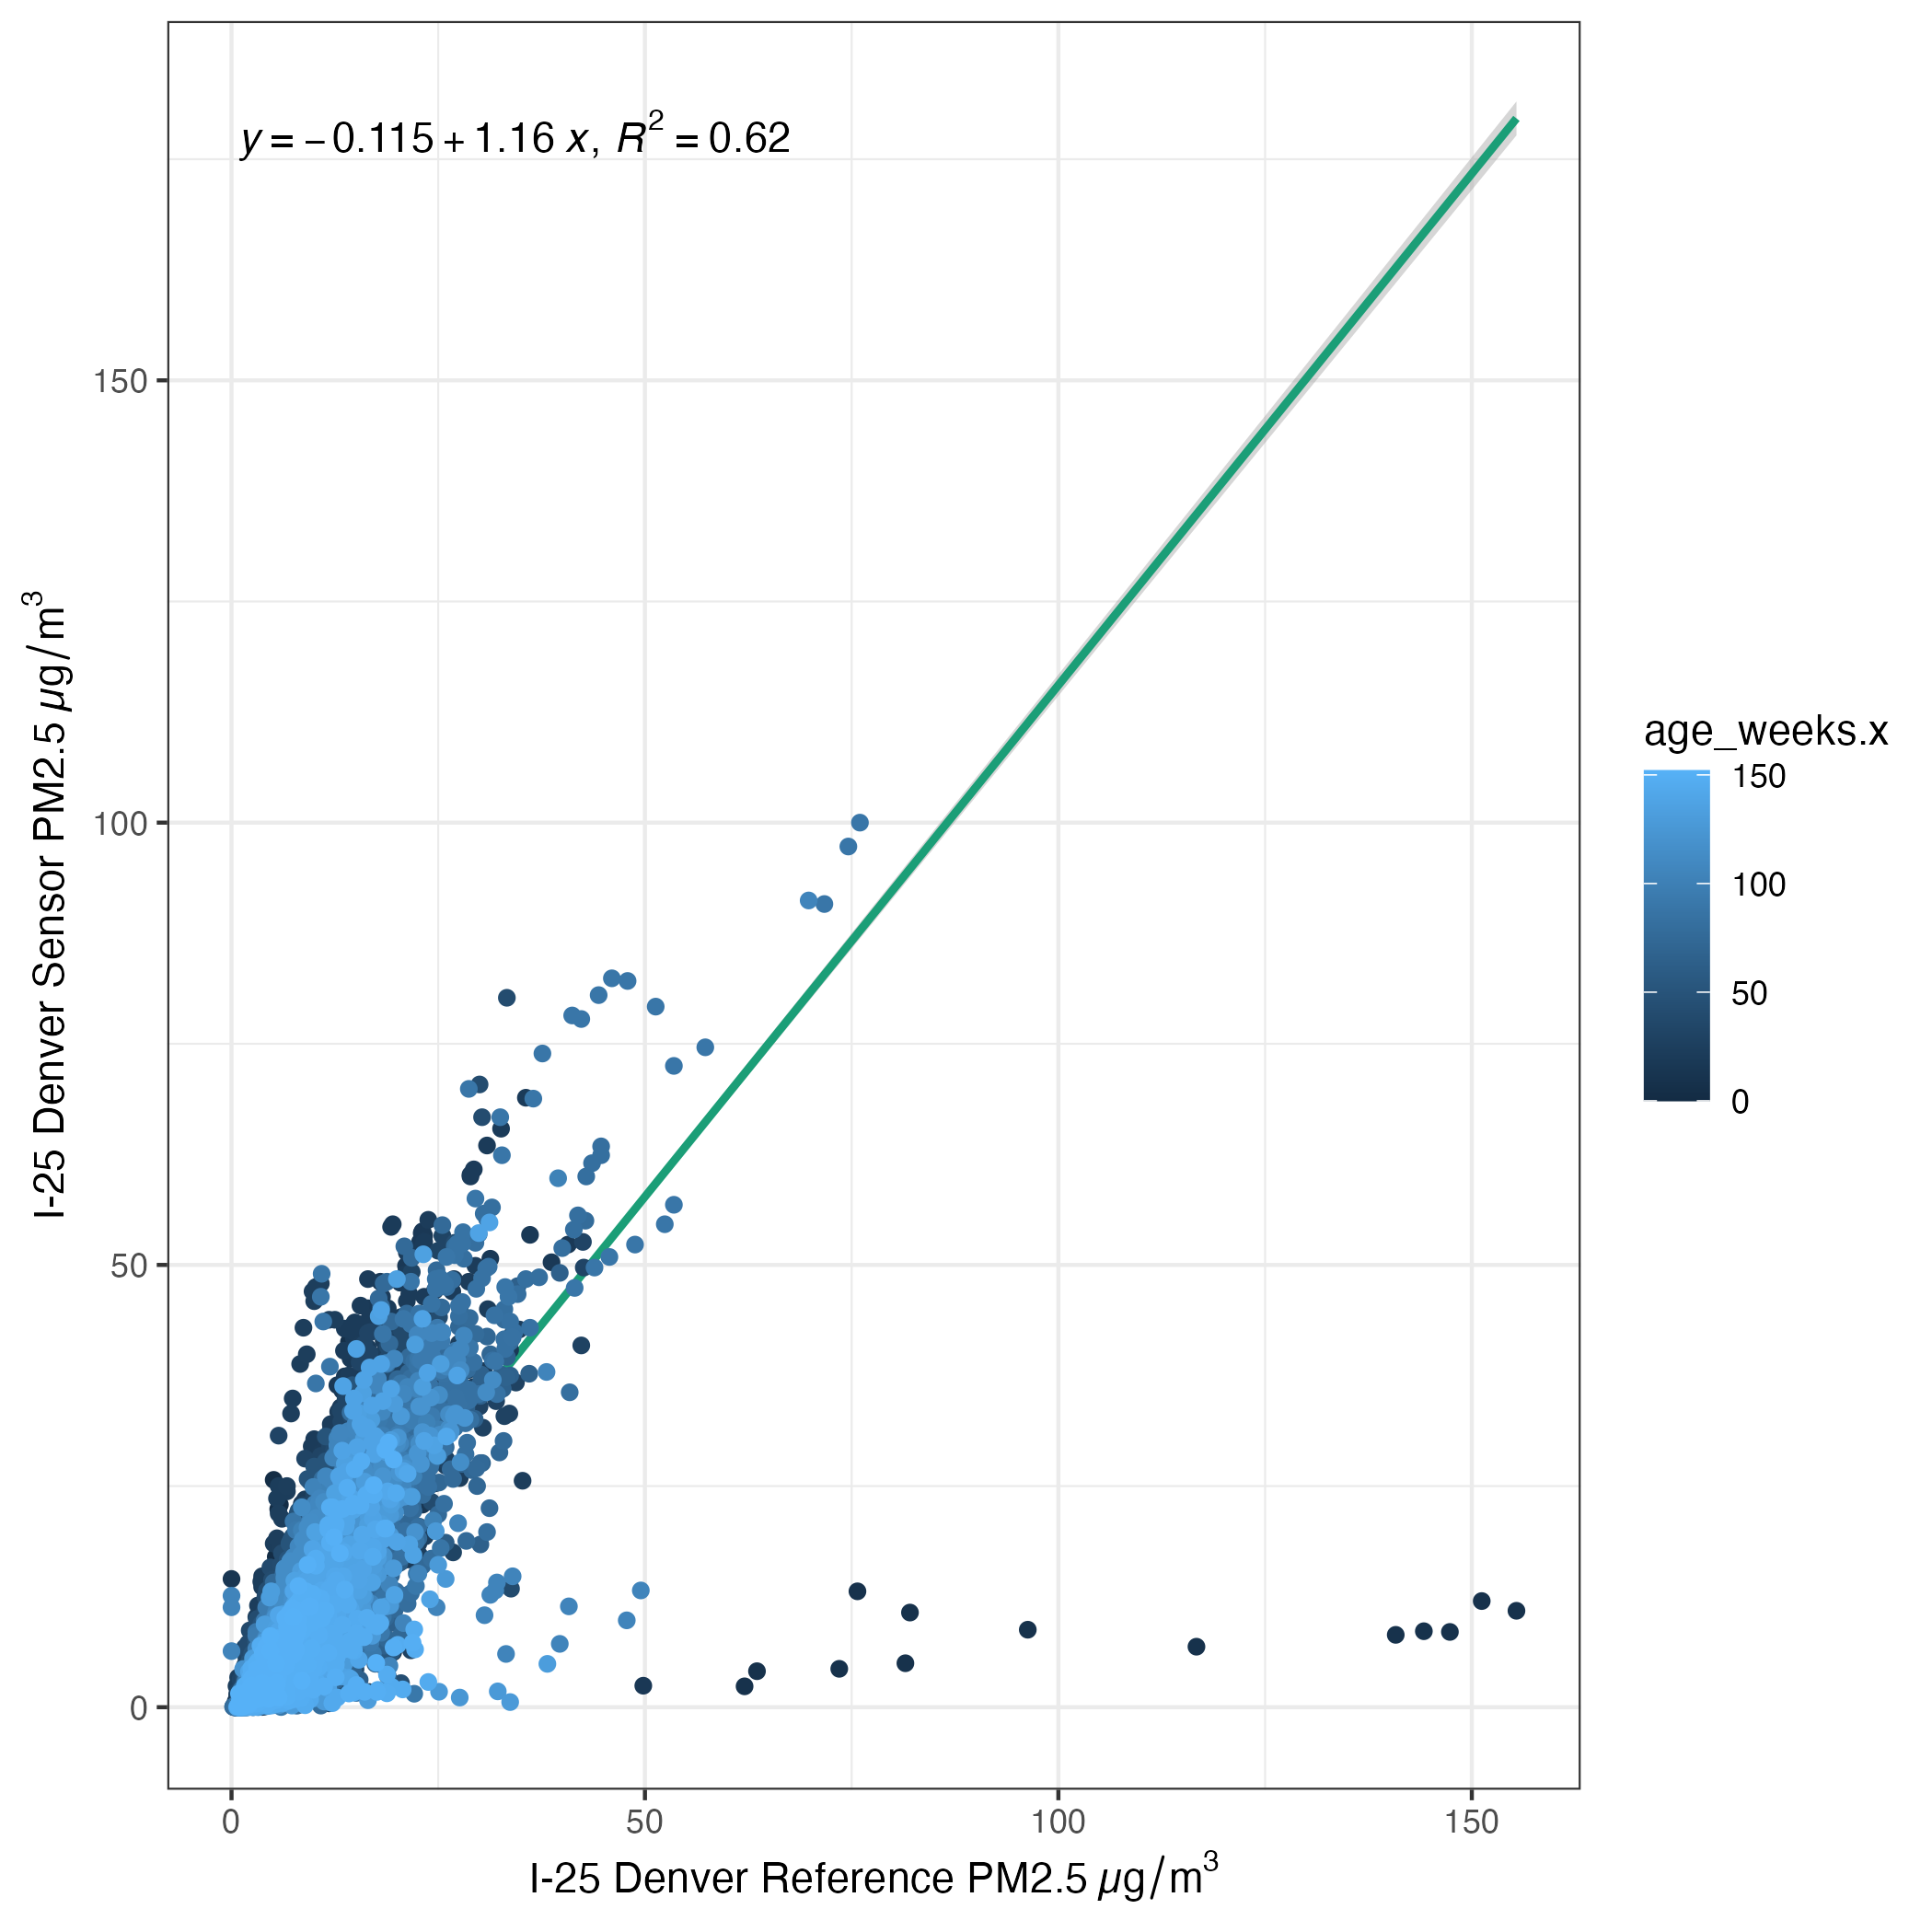 y = −0.115 + 1.16 x, R² = 0.62
I-25 Denver Sensor PM2.5 μg/m³
150
100
50
0
0 50 100 150
I-25 Denver Reference PM2.5 μg/m³
age_weeks.x
150
100
50
0